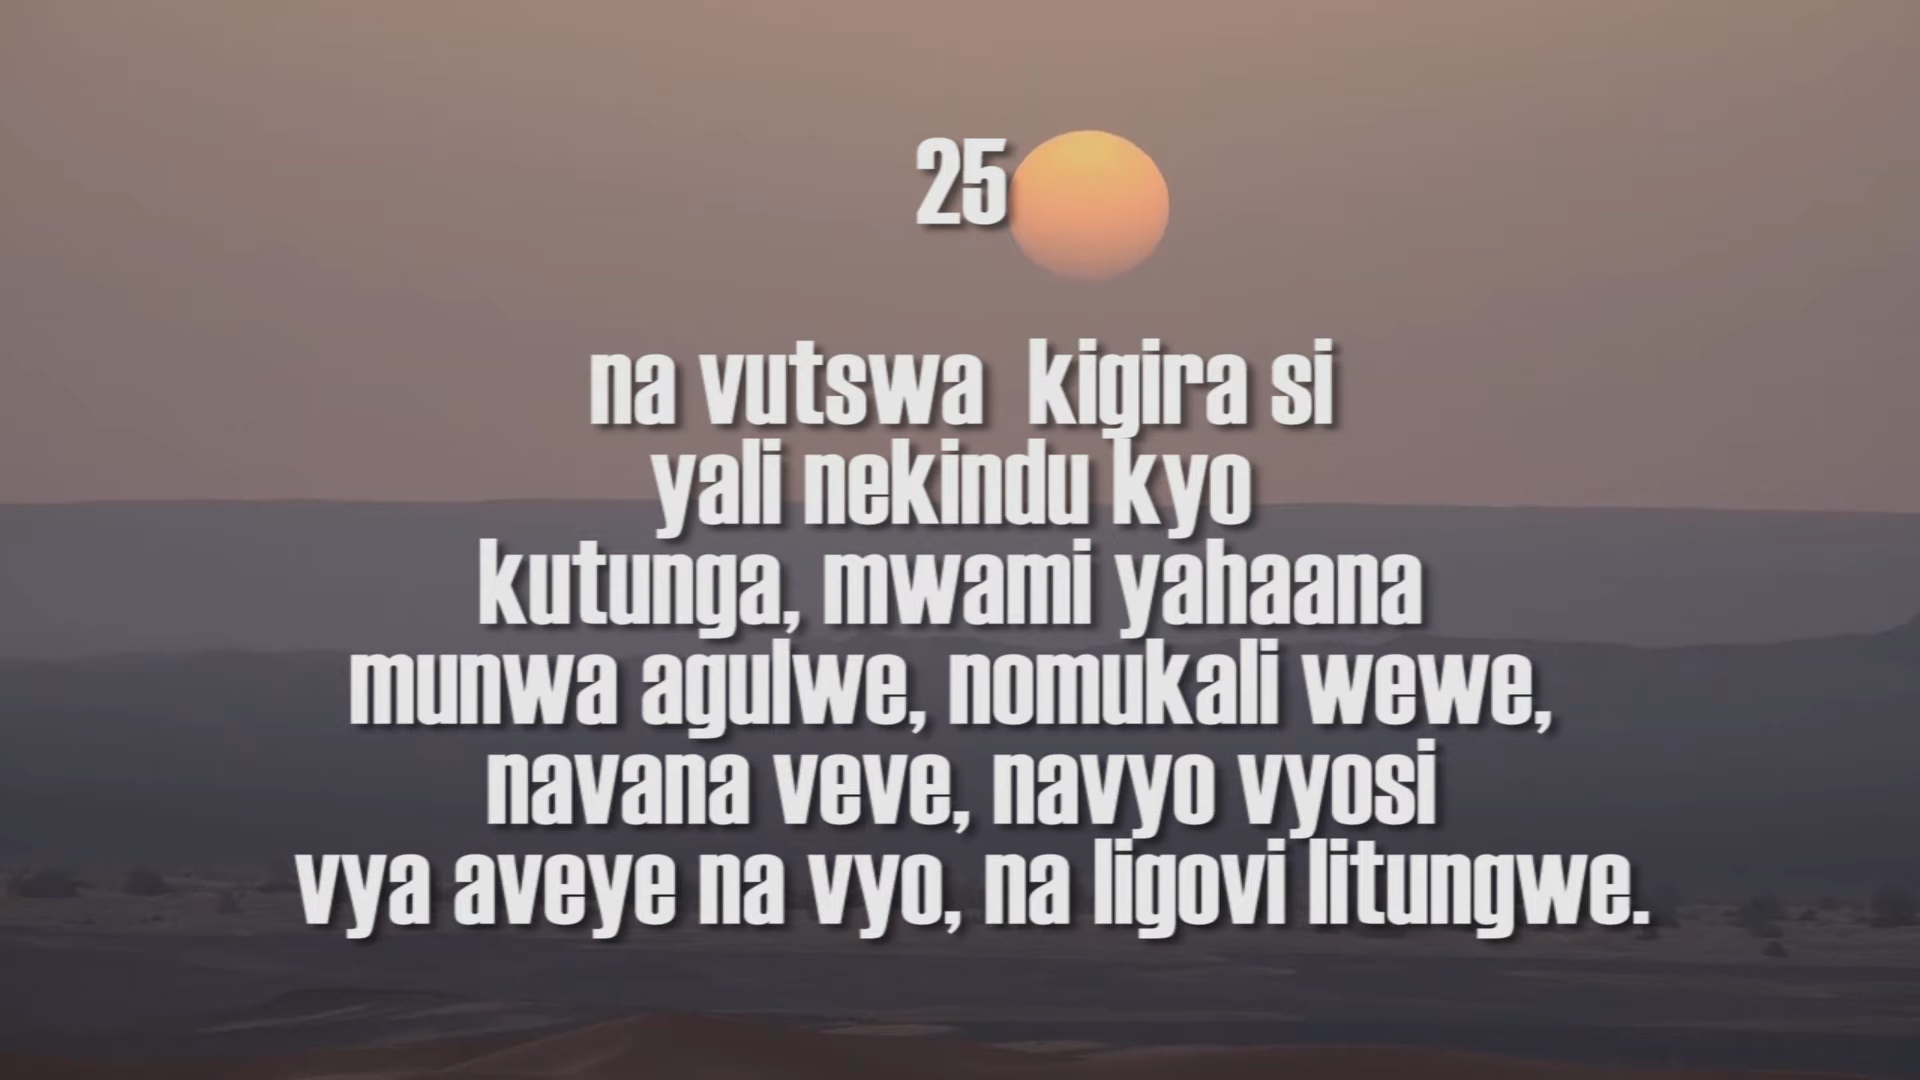 25
na vutswa kigira si
yali nekindu kyo
kutunga, mwami yahaana
munwa agulwe, nomukali wewe,
navana veve, navyo vyosi
vya aveye na vyo, na ligovi litungwe.